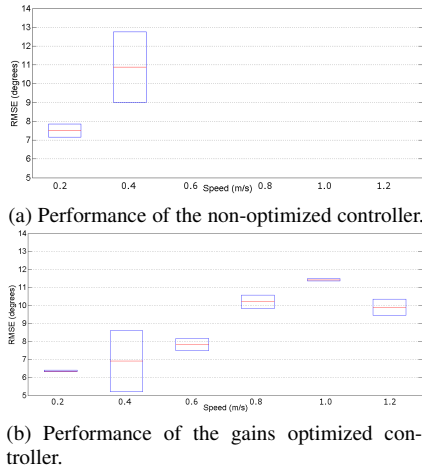 14
13
12
11
10
9
8
7
6
5
RMSE (degrees)
0.2 0.4 0.6 0.8 1.0 1.2
Speed (m/s)
(a) Performance of the non-optimized controller.
14
13
12
11
10
9
8
7
6
5
RMSE (degrees)
0.2 0.4 0.6 0.8 1.0 1.2
Speed (m/s)
(b) Performance of the gains optimized con-
troller.